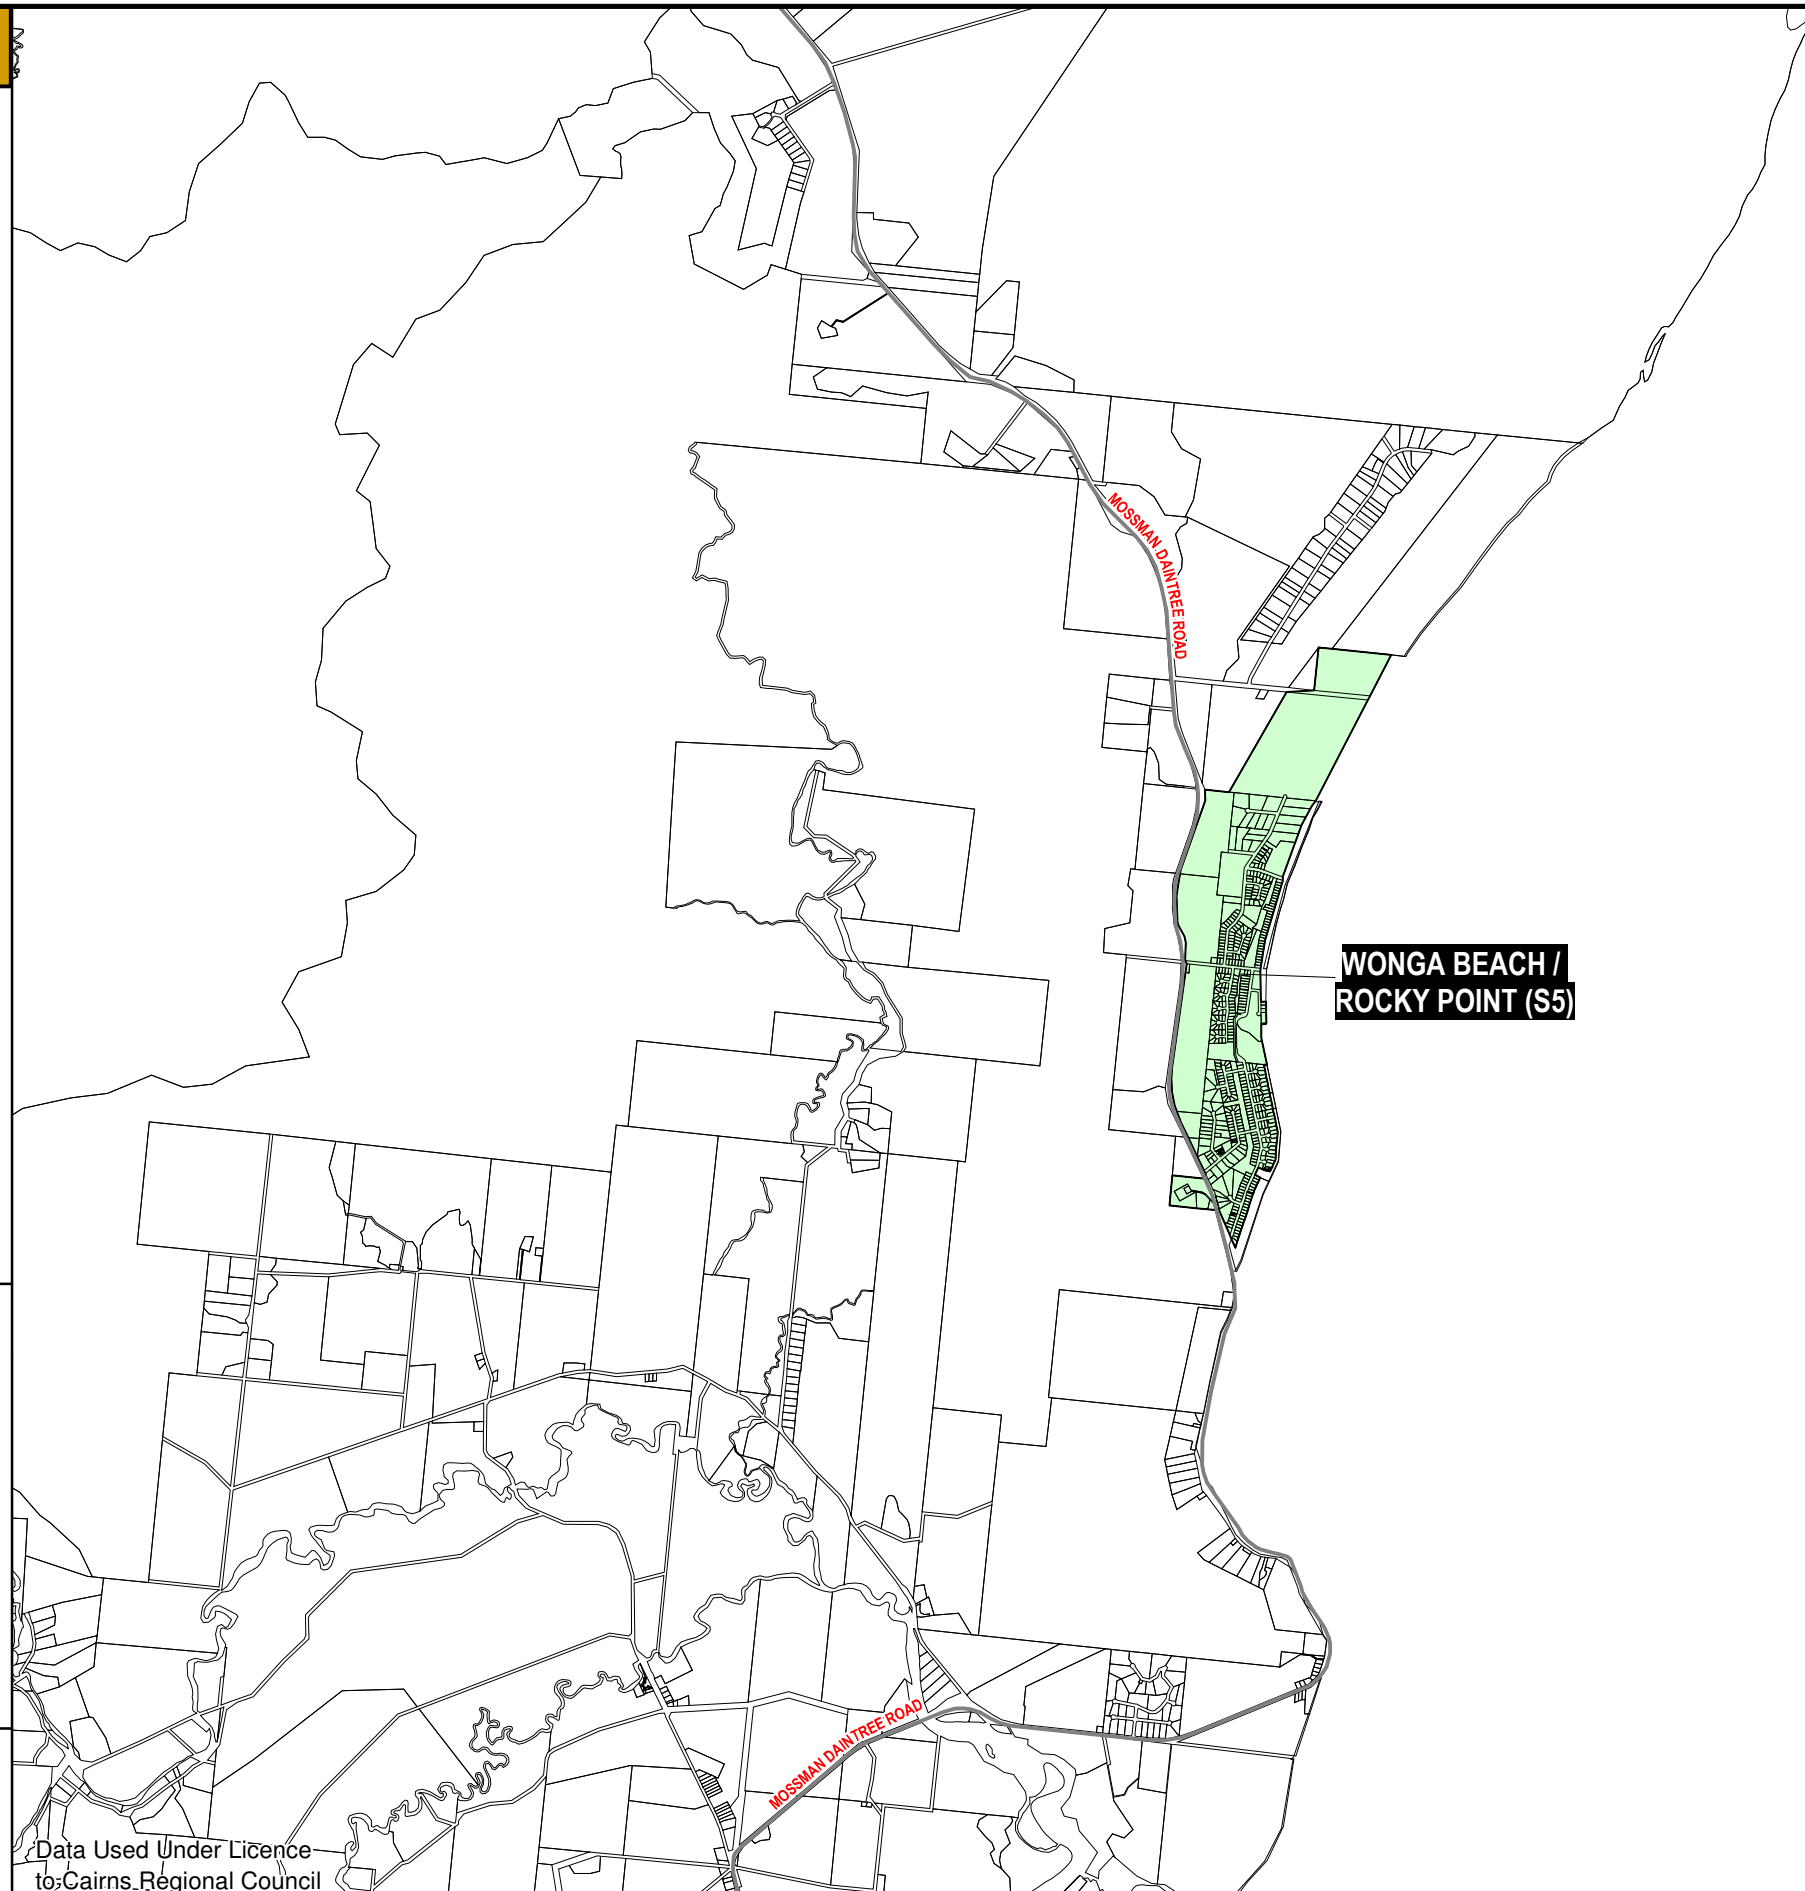 MOSSMAN DAINTREE ROAD
WONGA BEACH /
ROCKY POINT (S5)
MOSSMAN DAINTREE ROAD
Data Used Under Licence
to Cairns Regional Council